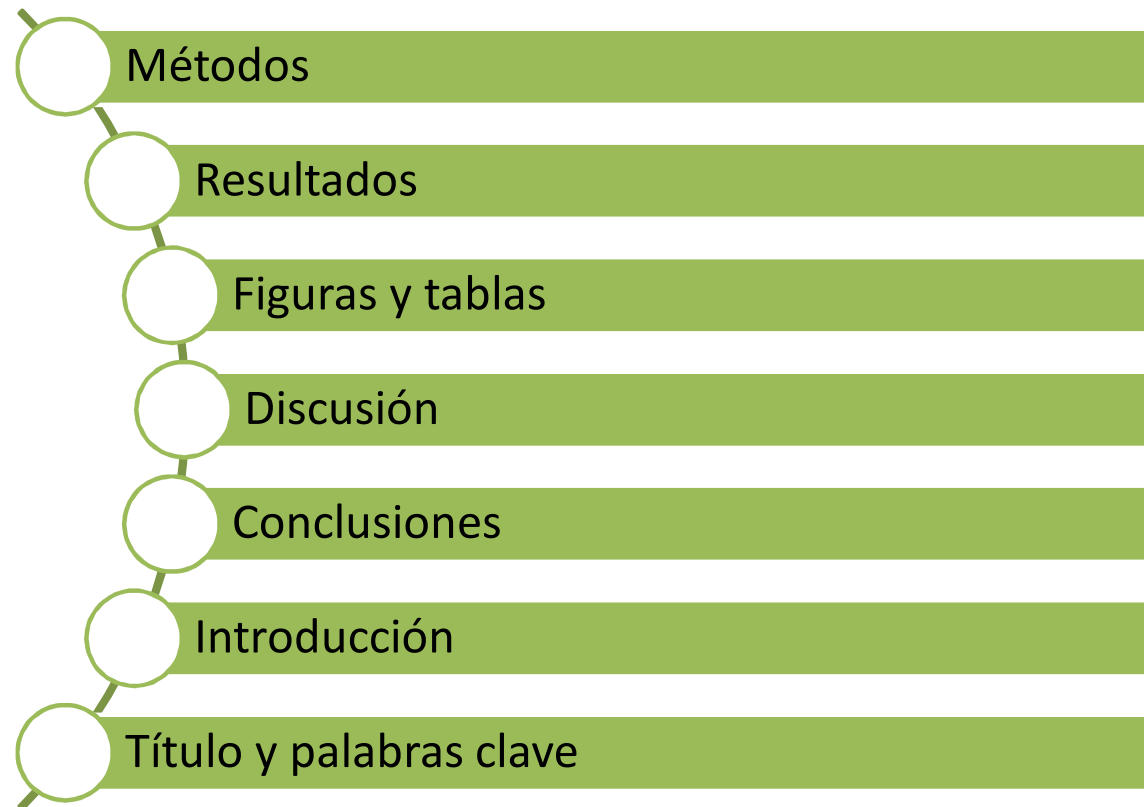 Métodos
Resultados
Figuras y tablas
Discusión
Conclusiones
Introducción
Título y palabras clave